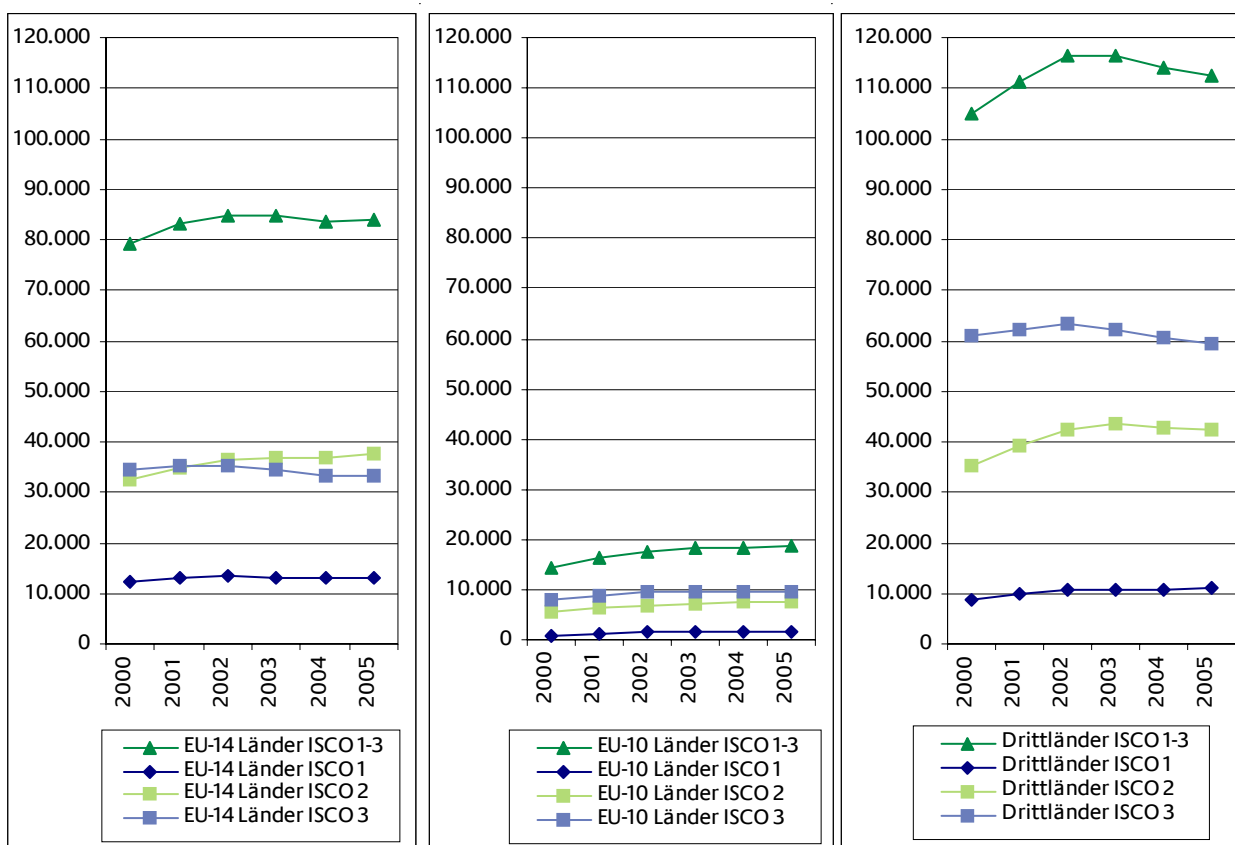 120.000
110.000
100.000
90.000
80.000
70.000
60.000
50.000
40.000
30.000
20.000
10.000
0
2000 2001 2002 2003 2004 2005
EU-14 Länder ISCO 1-3
EU-14 Länder ISCO 1
EU-14 Länder ISCO 2
EU-14 Länder ISCO 3
120.000
110.000
100.000
90.000
80.000
70.000
60.000
50.000
40.000
30.000
20.000
10.000
0
2000 2001 2002 2003 2004 2005
EU-10 Länder ISCO 1-3
EU-10 Länder ISCO 1
EU-10 Länder ISCO 2
EU-10 Länder ISCO 3
120.000
110.000
100.000
90.000
80.000
70.000
60.000
50.000
40.000
30.000
20.000
10.000
0
2000 2001 2002 2003 2004 2005
Drittländer ISCO 1-3
Drittländer ISCO 1
Drittländer ISCO 2
Drittländer ISCO 3